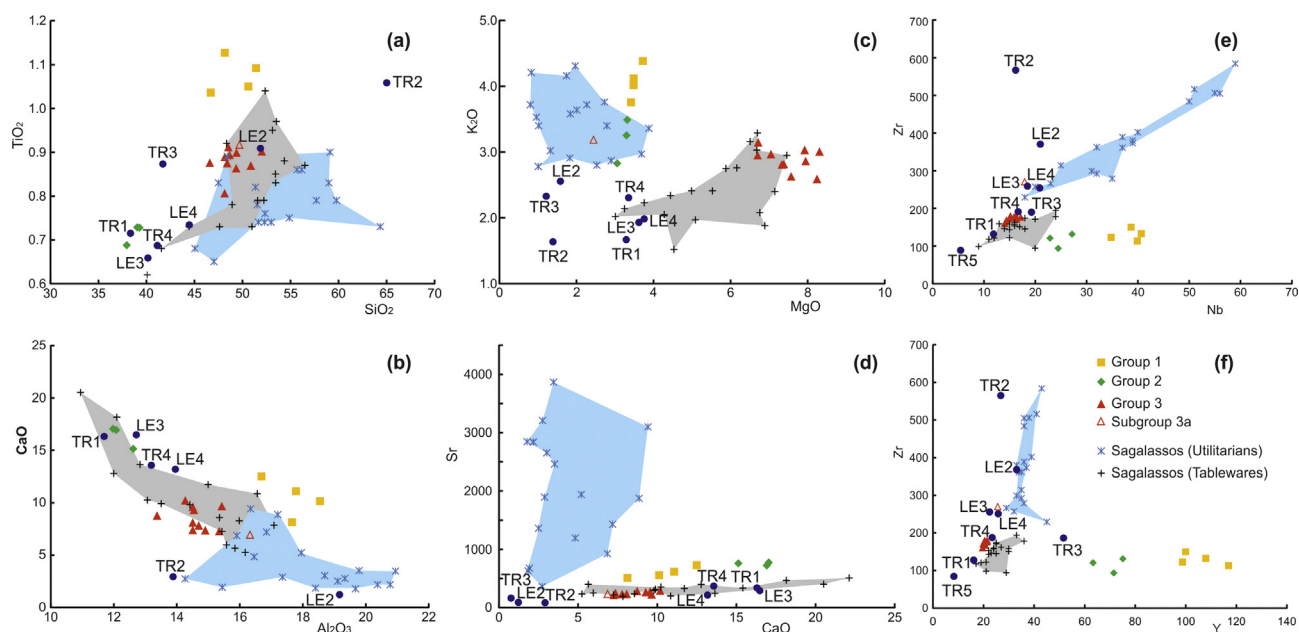 (a)
TiO₂
1.2
1.1
1.0
0.9
0.8
0.7
0.6
TR2
LE2
TR3
TR1
LE4
TR4
LE3
30 35 40 45 50 55 60 65 70
SiO₂
(c)
K₂O
5.0
4.0
3.0
2.0
1.0
LE2
TR3
TR4
LE4
LE3
TR2
TR1
0 2 4 6 8 10
MgO
(e)
Zr
700
600
500
400
300
200
100
0
TR2
LE2
LE3 LE4
TR4 TR3
TR1
TR5
0 10 20 30 40 50 60 70
Nb
(b)
CaO
25
20
15
10
5
0
LE3
TR1
TR4 LE4
TR2
LE2
10 12 14 16 18 20 22
Al₂O₃
(d)
Sr
4000
3000
2000
1000
500
0
TR3
LE2 TR2
TR4 TR1
LE4 LE3
0 5 10 15 20 25
CaO
(f)
Zr
700
600
500
400
300
200
100
0
TR2
LE2
LE3
TR4 LE4
TR1 TR3
TR5
Group 1
Group 2
Group 3
Subgroup 3a
Sagalassos (Utilitarians)
Sagalassos (Tablewares)
0 20 40 60 80 100 120 140
Y